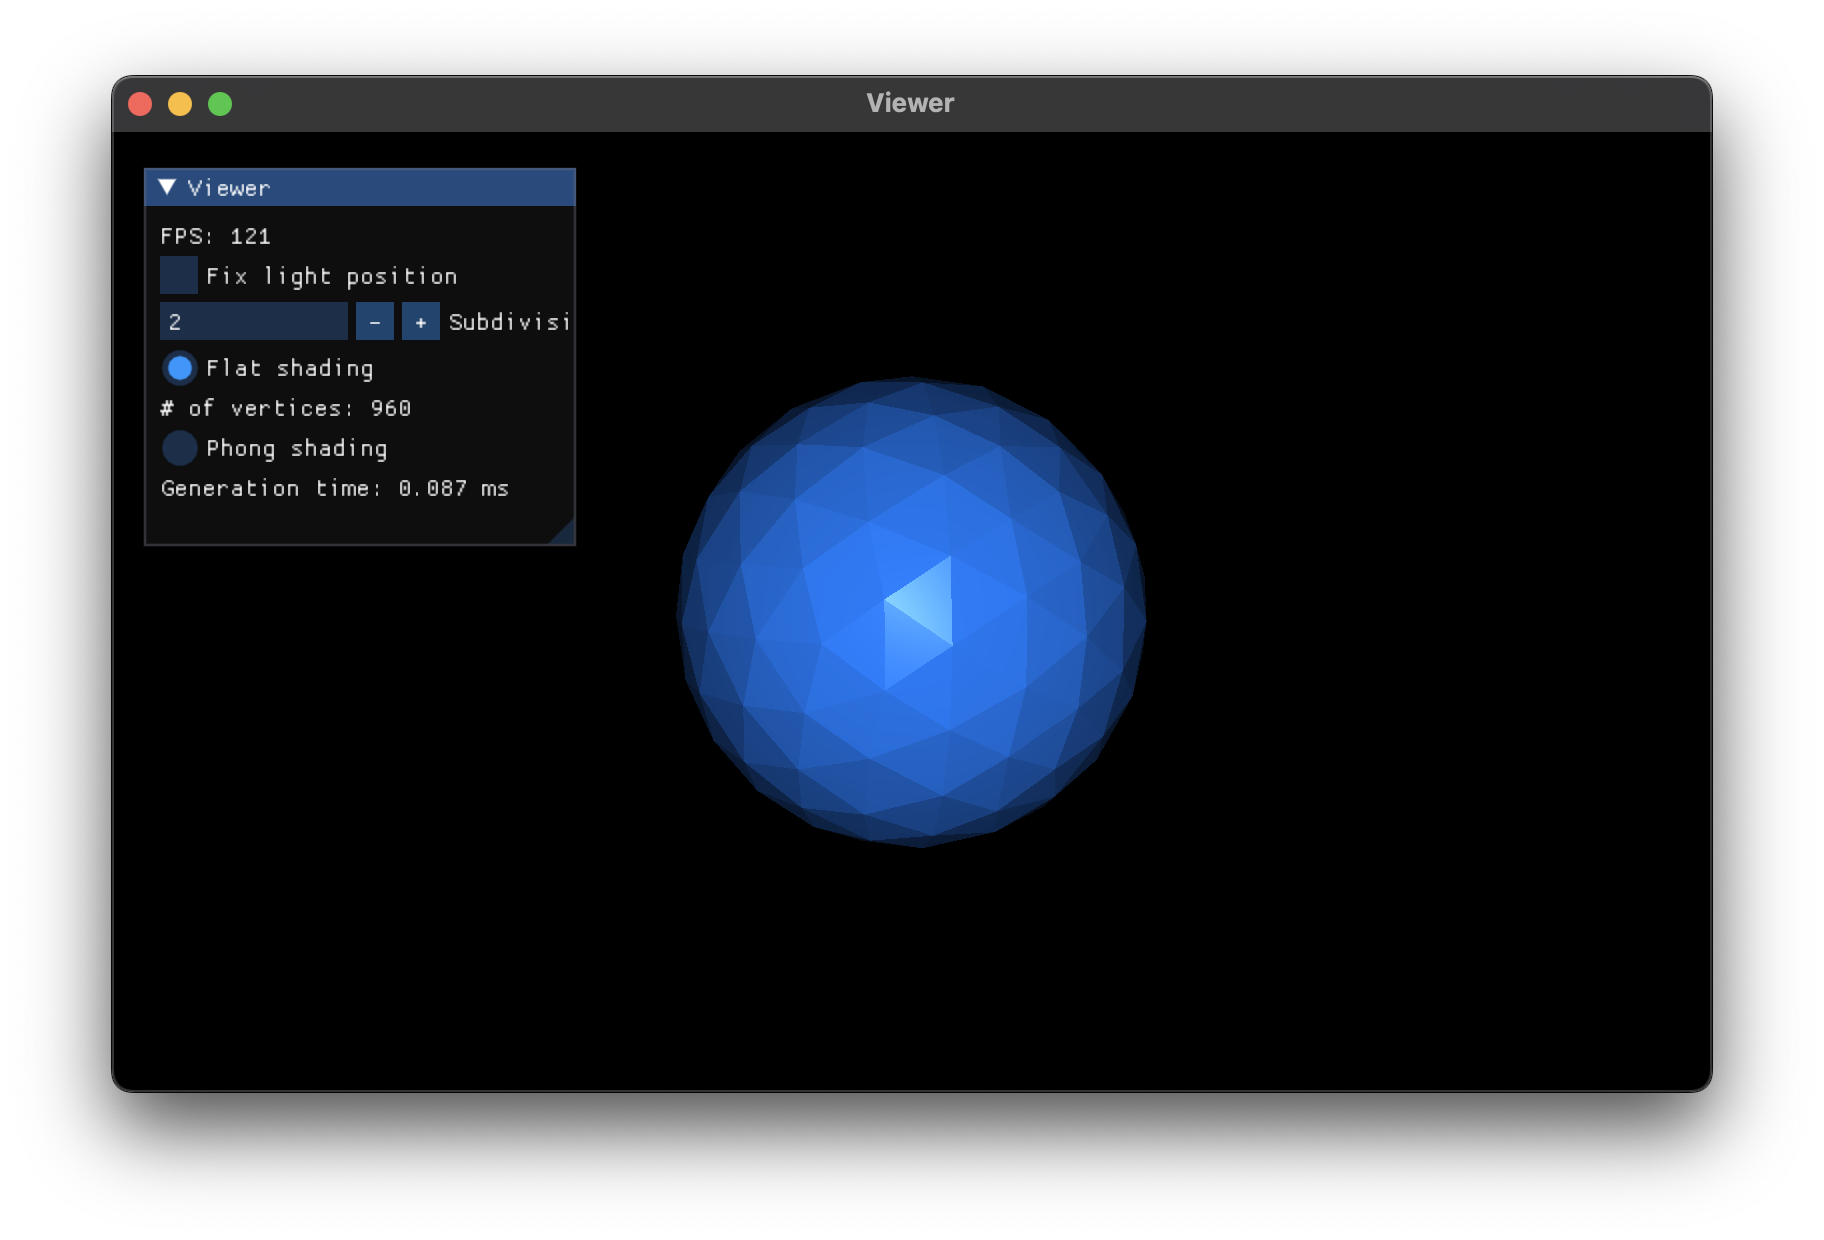 Viewer
Viewer
FPS: 121
Fix light position
2 - + Subdivisi
Flat shading
# of vertices: 960
Phong shading
Generation time: 0.087 ms